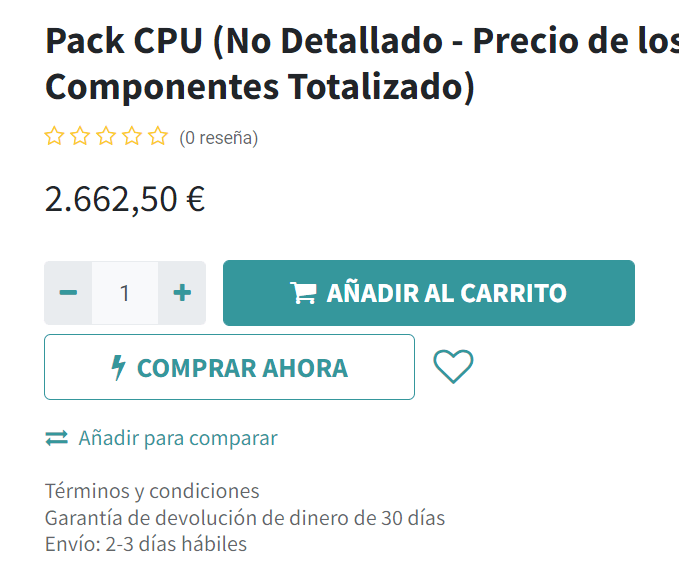 Pack CPU (No Detallado - Precio de los
Componentes Totalizado)
(0 reseña)
2.662,50 €
1
AÑADIR AL CARRITO
COMPRAR AHORA
Añadir para comparar
Términos y condiciones
Garantía de devolución de dinero de 30 días
Envío: 2-3 días hábiles